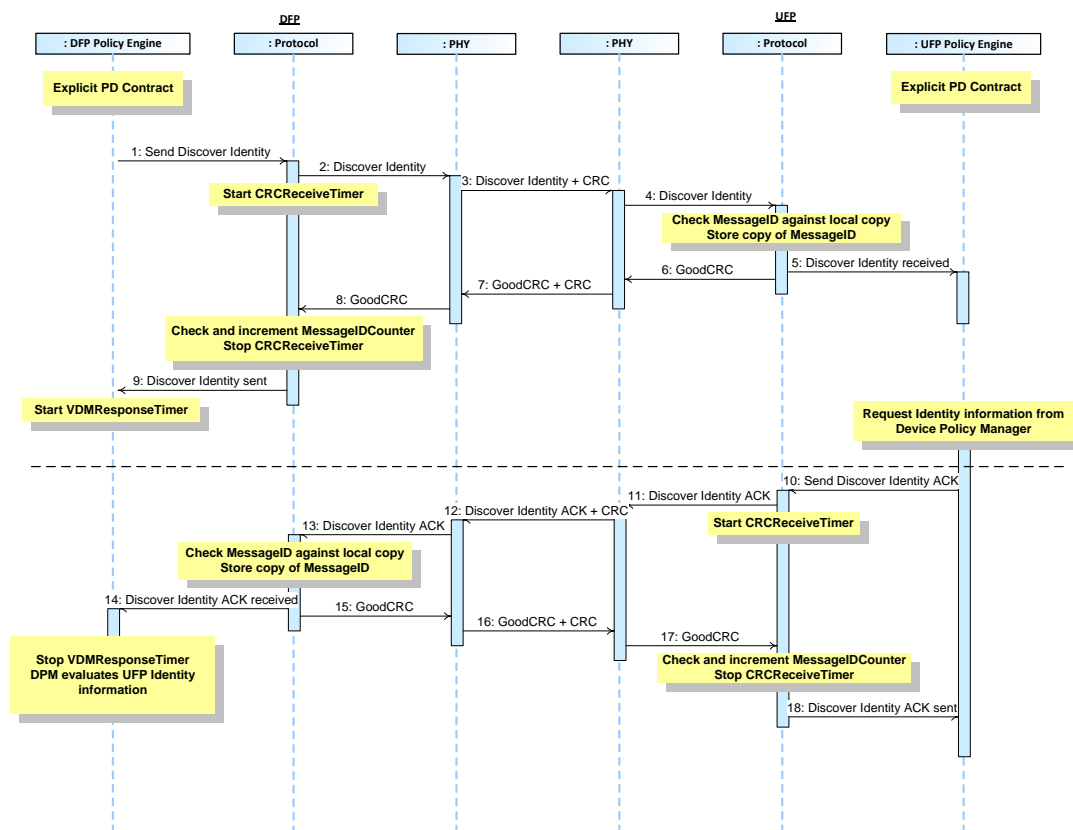 DFP
UFP
: DFP Policy Engine
: Protocol
: PHY
: PHY
: Protocol
: UFP Policy Engine
Explicit PD Contract
Explicit PD Contract
1: Send Discover Identity
2: Discover Identity
Start CRCReceiveTimer
3: Discover Identity + CRC
4: Discover Identity
Check MessageID against local copy
Store copy of MessageID
5: Discover Identity received
6: GoodCRC
7: GoodCRC + CRC
8: GoodCRC
Check and increment MessageIDCounter
Stop CRCReceiveTimer
9: Discover Identity sent
Start VDMResponseTimer
Request Identity information from
Device Policy Manager
10: Send Discover Identity ACK
11: Discover Identity ACK
Start CRCReceiveTimer
12: Discover Identity ACK + CRC
13: Discover Identity ACK
Check MessageID against local copy
Store copy of MessageID
14: Discover Identity ACK received
15: GoodCRC
16: GoodCRC + CRC
17: GoodCRC
Stop VDMResponseTimer
DPM evaluates UFP Identity
information
Check and increment MessageIDCounter
Stop CRCReceiveTimer
18: Discover Identity ACK sent